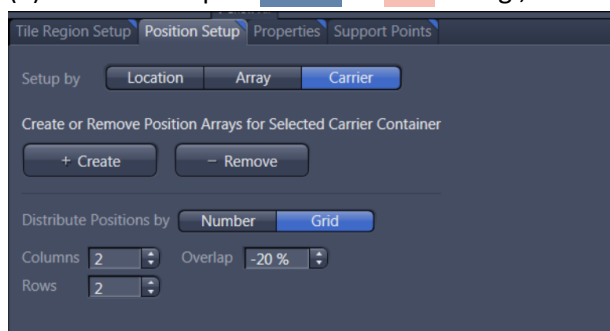 Tile Region Setup Position Setup Properties Support Points
Setup by Location Array Carrier
Create or Remove Position Arrays for Selected Carrier Container
+ Create − Remove
Distribute Positions by Number Grid
Columns 2 Overlap -20 %
Rows 2